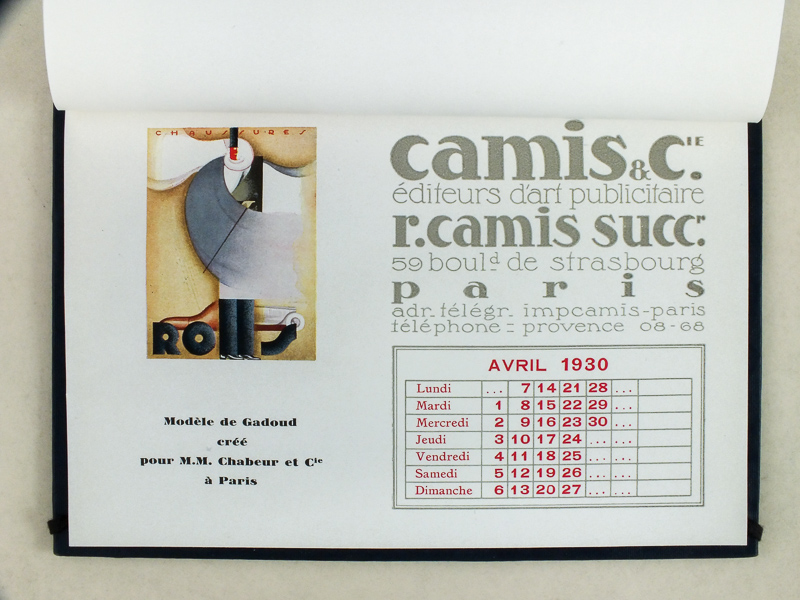 CHAUSSURES
ROLLS
Modèle de Gadoud
créé
pour M.M. Chabeur et Cie
à Paris
camis & c.IE
éditeurs d'art publicitaire
r.camis succr.
59 boul.d de strasbourg
paris
adr. télégr. impcamis-paris
téléphone : provence 08-68
AVRIL 1930
Lundi ... 7 14 21 28 ...
Mardi 1 8 15 22 29 ...
Mercredi 2 9 16 23 30 ...
Jeudi 3 10 17 24 ... ...
Vendredi 4 11 18 25 ... ...
Samedi 5 12 19 26 ... ...
Dimanche 6 13 20 27 ... ...